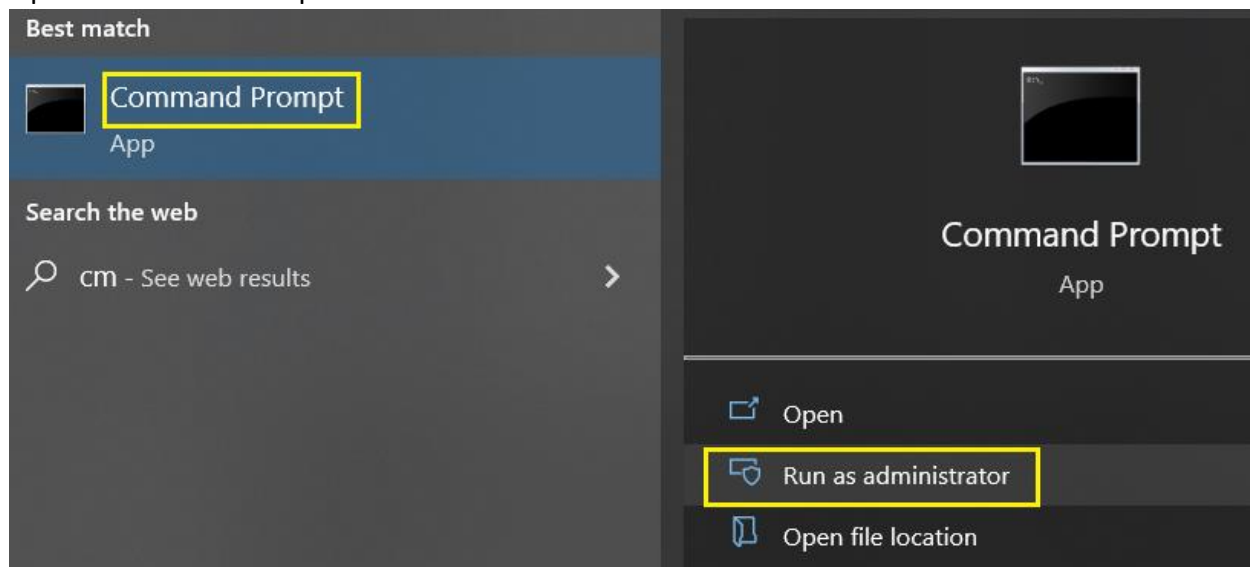 Best match
Command Prompt
App
Search the web
cm - See web results
Command Prompt
App
Open
Run as administrator
Open file location